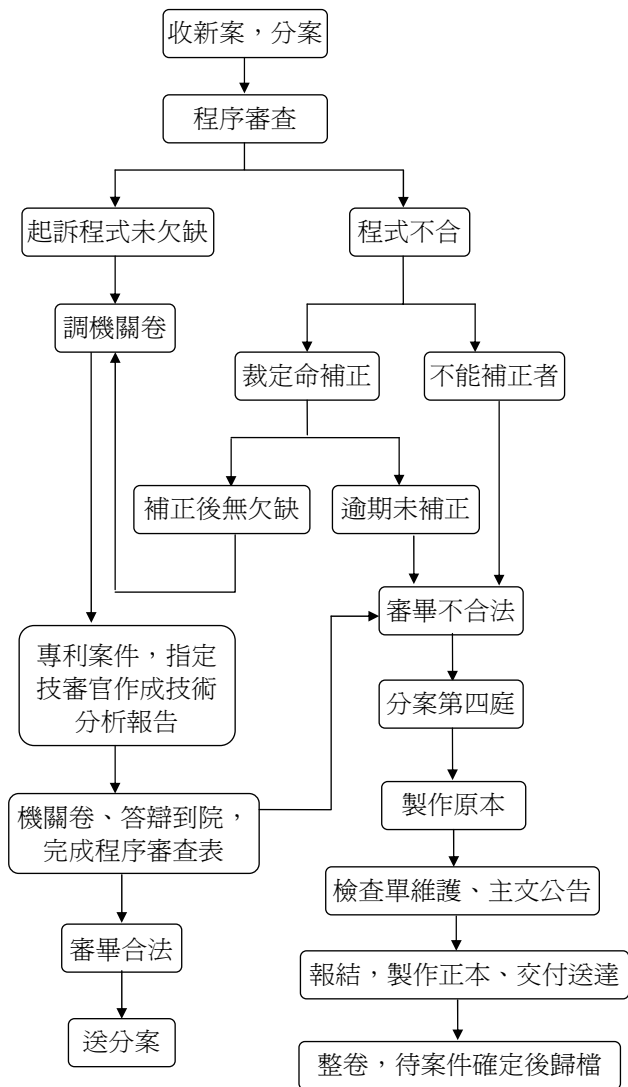 收新案，分案
程序審查
起訴程式未欠缺
程式不合
調機關卷
裁定命補正
不能補正者
補正後無欠缺
逾期未補正
審畢不合法
專利案件，指定
技審官作成技術
分析報告
分案第四庭
機關卷、答辯到院，
完成程序審查表
製作原本
檢查單維護、主文公告
審畢合法
報結，製作正本、交付送達
送分案
整卷，待案件確定後歸檔